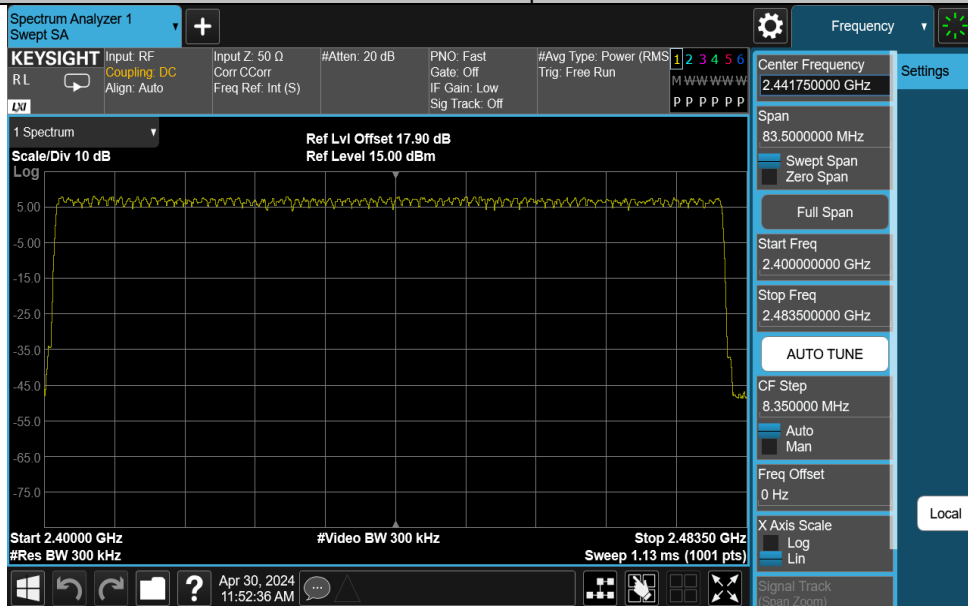 Spectrum Analyzer 1
Swept SA
+
Frequency
KEYSIGHT
R L
LXI
Input: RF
Coupling: DC
Align: Auto
Input Z: 50 Ω
Corr CCorr
Freq Ref: Int (S)
#Atten: 20 dB
PNO: Fast
Gate: Off
IF Gain: Low
Sig Track: Off
#Avg Type: Power (RMS
Trig: Free Run
1 2 3 4 5 6
M W W W W W
P P P P P P
1 Spectrum
Scale/Div 10 dB
Log
Ref Lvl Offset 17.90 dB
Ref Level 15.00 dBm
5.00
-5.00
-15.0
-25.0
-35.0
-45.0
-55.0
-65.0
-75.0
Start 2.40000 GHz
#Res BW 300 kHz
#Video BW 300 kHz
Stop 2.48350 GHz
Sweep 1.13 ms (1001 pts)
Center Frequency
2.441750000 GHz
Settings
Span
83.5000000 MHz
Swept Span
Zero Span
Full Span
Start Freq
2.400000000 GHz
Stop Freq
2.483500000 GHz
AUTO TUNE
CF Step
8.350000 MHz
Auto
Man
Freq Offset
0 Hz
Local
X Axis Scale
Log
Lin
Signal Track
(Span Zoom)
?
Apr 30, 2024
11:52:36 AM